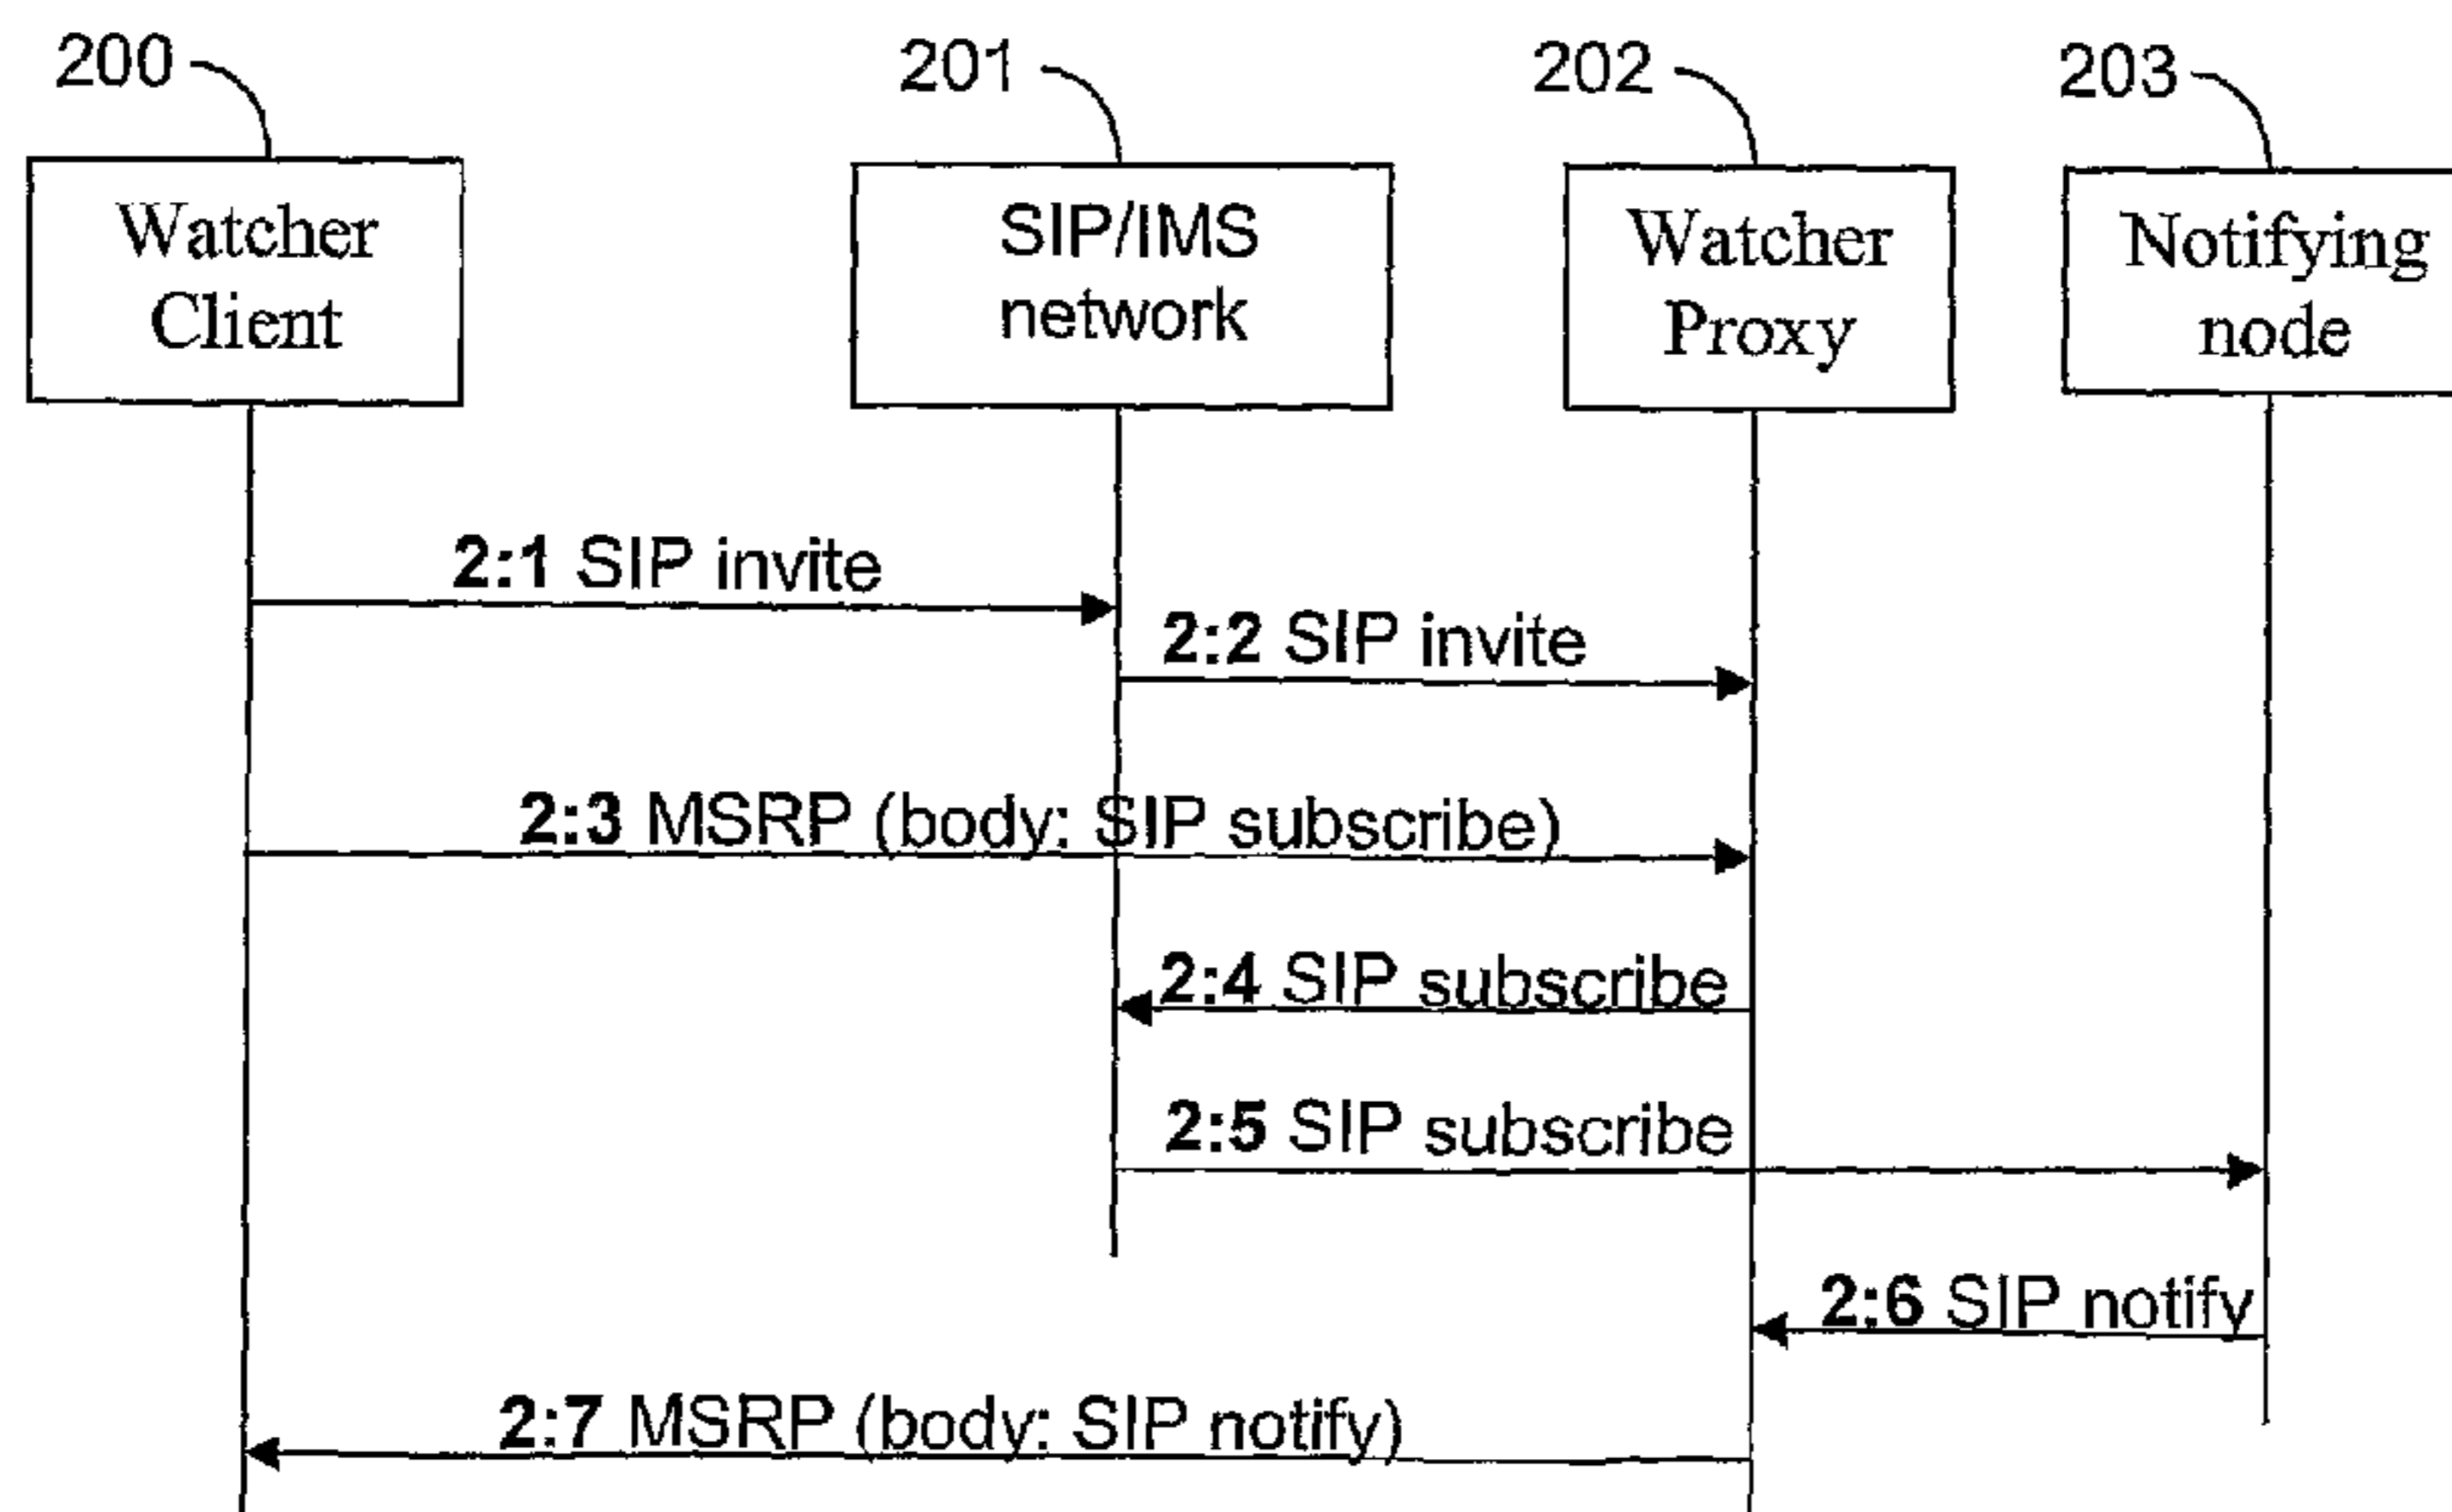 200
201
202
203
Watcher
Client
SIP/IMS
network
Watcher
Proxy
Notifying
node
2:1 SIP invite
2:2 SIP invite
2:3 MSRP (body: SIP subscribe)
2:4 SIP subscribe
2:5 SIP subscribe
2:6 SIP notify
2:7 MSRP (body: SIP notify)